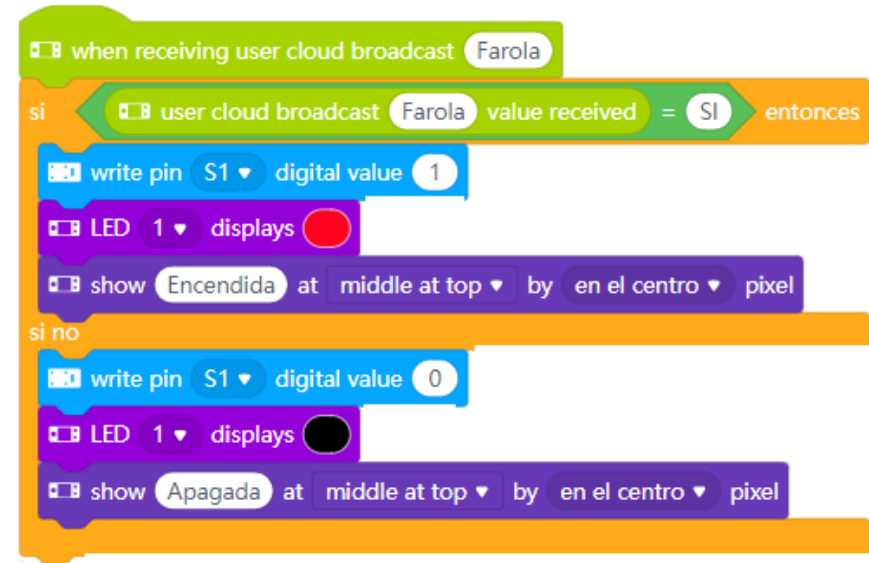 when receiving user cloud broadcast Farola
si user cloud broadcast Farola value received = SI entonces
write pin S1 digital value 1
LED 1 displays
show Encendida at middle at top by en el centro pixel
si no
write pin S1 digital value 0
LED 1 displays
show Apagada at middle at top by en el centro pixel